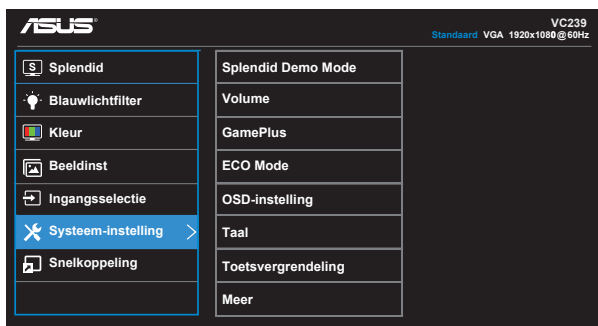 ASUS
VC239
Standaard VGA 1920x1080@60Hz
S Splendid
Blauwlichtfilter
Kleur
Beeldinst
Ingangsselectie
Systeem-instelling
Snelkoppeling
Splendid Demo Mode
Volume
GamePlus
ECO Mode
OSD-instelling
Taal
Toetsvergrendeling
Meer